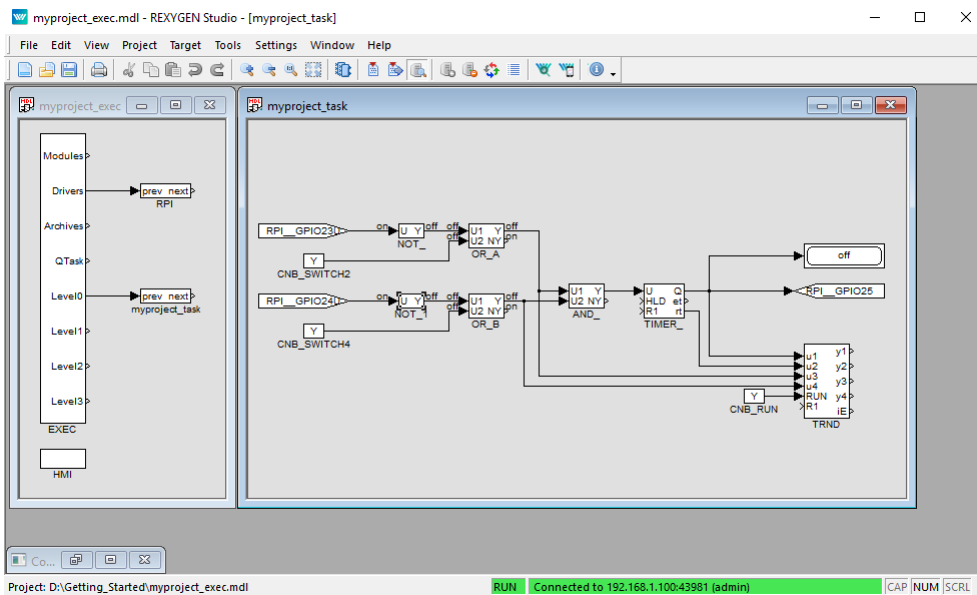 myproject_exec.mdl - REXYGEN Studio - [myproject_task]
File Edit View Project Target Tools Settings Window Help
myproject_exec
Modules
Drivers
prev next
RPI
Archives
QTask
Level0
prev next
myproject_task
Level1
Level2
Level3
EXEC
HMI
myproject_task
RPI__GPIO23
on U Y off
NOT_
off U1 Y off
off U2 NY on
OR_A
Y
CNB_SWITCH2
RPI__GPIO24
on U Y off
NOT_1
off U1 Y off
off U2 NY on
OR_B
Y
CNB_SWITCH4
U1 Y
U2 NY
AND_
U Q
HLD et
R1 rt
TIMER_
off
RPI__GPIO25
u1 y1
u2 y2
u3 y3
u4
RUN y4
R1 iE
TRND
Y
CNB_RUN
Co...
Project: D:\Getting_Started\myproject_exec.mdl
RUN
Connected to 192.168.1.100:43981 (admin)
CAP NUM SCRL